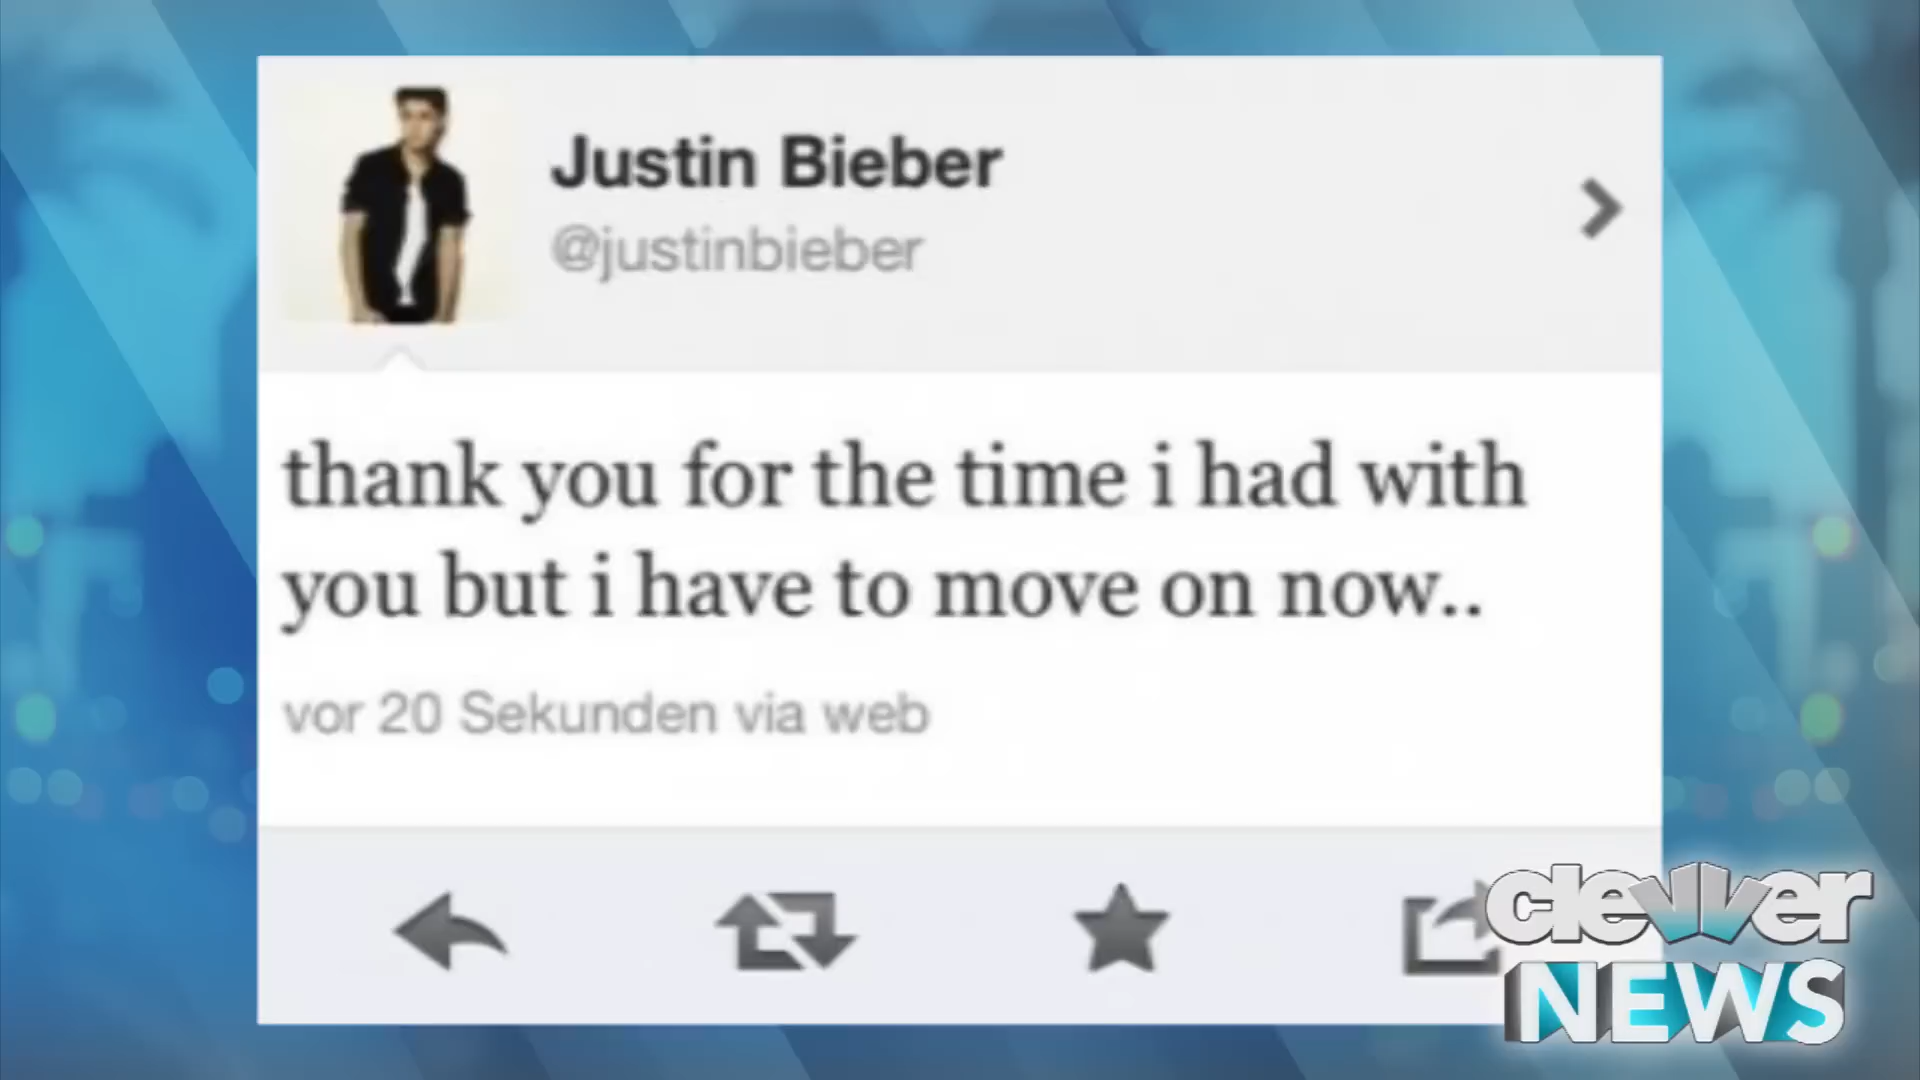 Justin Bieber
@justinbieber
thank you for the time i had with
you but i have to move on now..
vor 20 Sekunden via web
clevver
NEWS